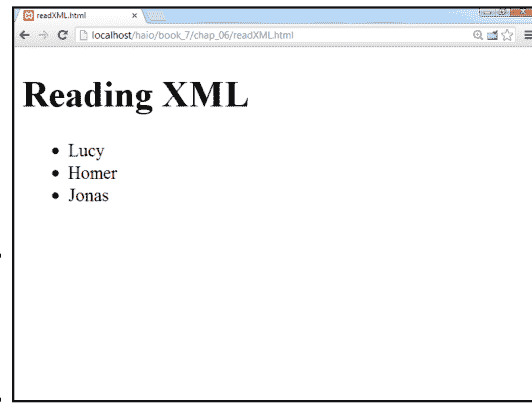 readXML.html
localhost/haio/book_7/chap_06/readXML.html
Reading XML
Lucy
Homer
Jonas